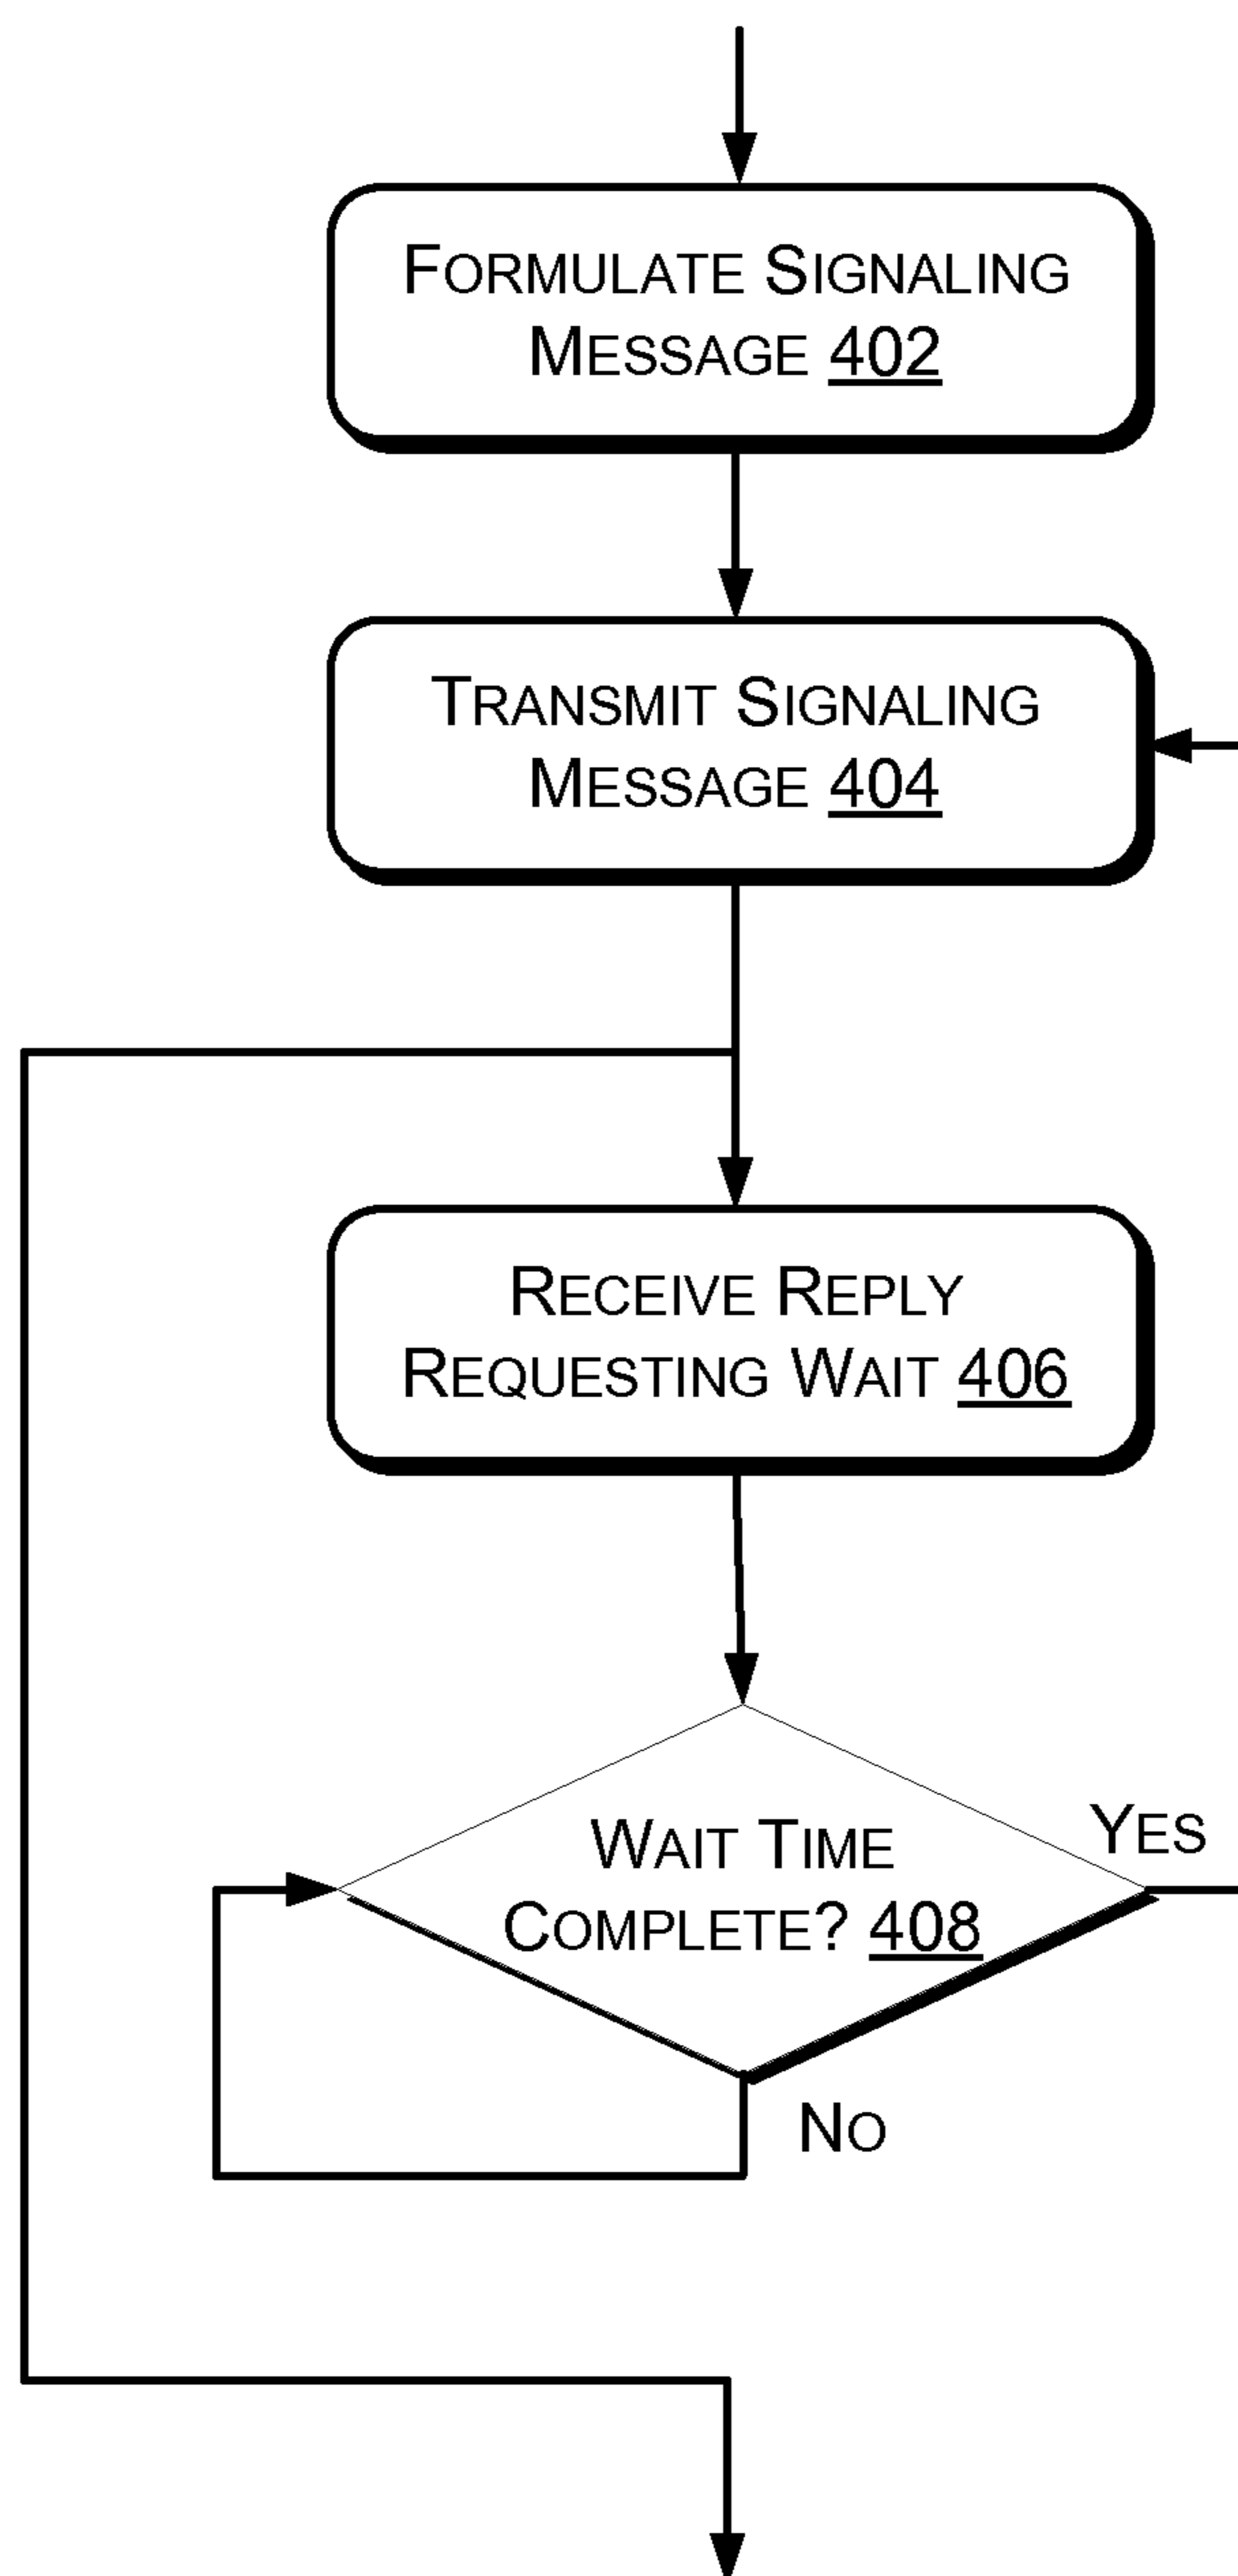 FORMULATE SIGNALING
MESSAGE 402
TRANSMIT SIGNALING
MESSAGE 404
RECEIVE REPLY
REQUESTING WAIT 406
WAIT TIME
COMPLETE? 408
YES
NO